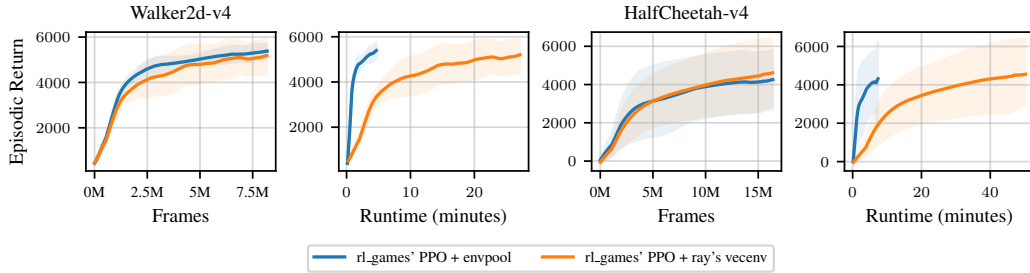 Walker2d-v4
HalfCheetah-v4
Episodic Return
6000
4000
2000
0M 2.5M 5M 7.5M
Frames
6000
4000
2000
0 10 20
Runtime (minutes)
6000
4000
2000
0
0M 5M 10M 15M
Frames
6000
4000
2000
0
0 20 40
Runtime (minutes)
rl_games' PPO + envpool
rl_games' PPO + ray's vecenv